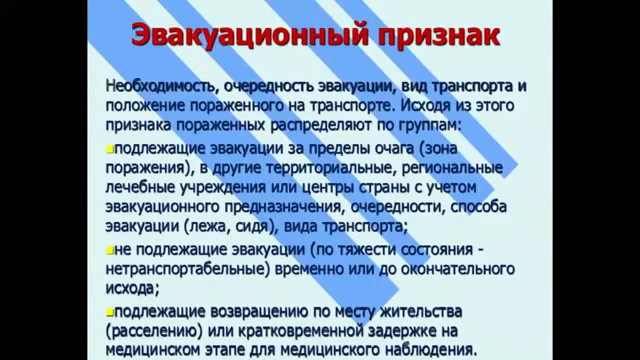 Эвакуационный признак
Необходимость, очередность эвакуации, вид транспорта и
положение пораженного на транспорте. Исходя из этого
признака пораженных распределяют по группам:
подлежащие эвакуации за пределы очага (зона
поражения), в другие территориальные, региональные
лечебные учреждения или центры страны с учетом
эвакуационного предназначения, очередности, способа
эвакуации (лежа, сидя), вида транспорта;
не подлежащие эвакуации (по тяжести состояния -
нетранспортабельные) временно или до окончательного
исхода;
подлежащие возвращению по месту жительства
(расселению) или кратковременной задержке на
медицинском этапе для медицинского наблюдения.